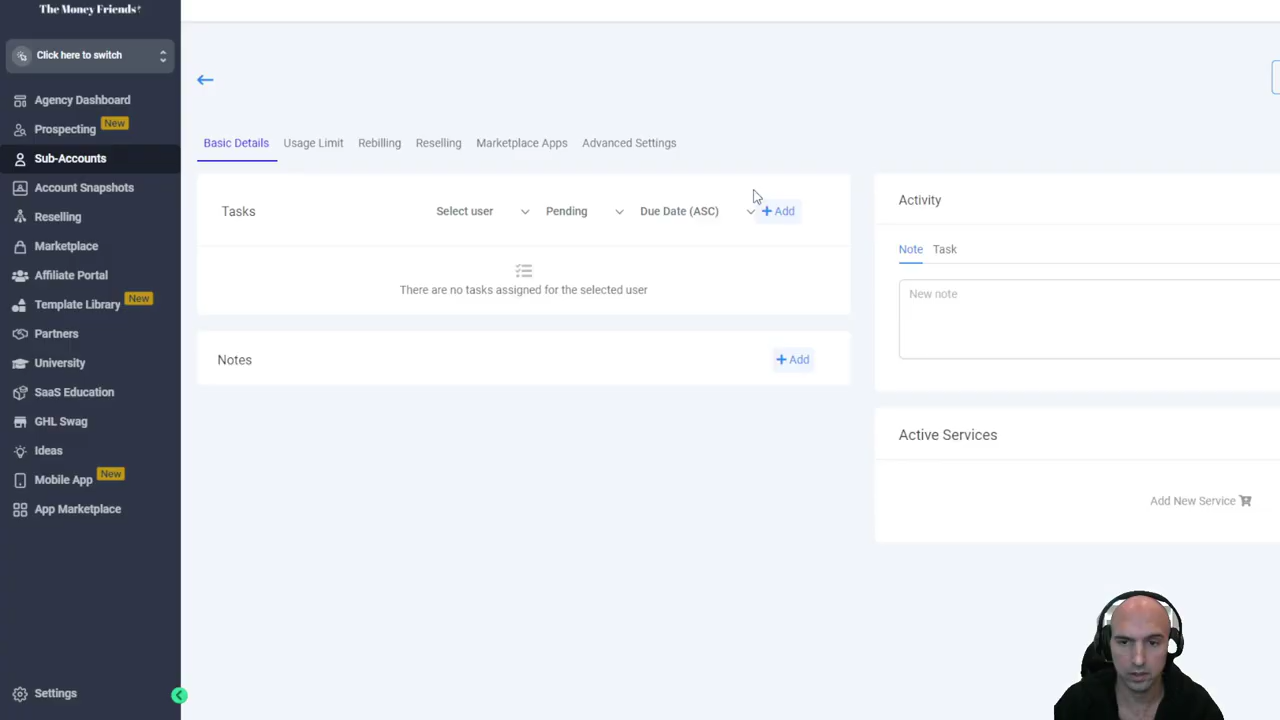 The Money Friends
Click here to switch
Agency Dashboard
Prospecting New
Sub-Accounts
Account Snapshots
Reselling
Marketplace
Affiliate Portal
Template Library New
Partners
University
SaaS Education
GHL Swag
Ideas
Mobile App New
App Marketplace
Settings
Basic Details Usage Limit Rebilling Reselling Marketplace Apps Advanced Settings
Tasks Select user Pending Due Date (ASC) + Add
There are no tasks assigned for the selected user
Notes + Add
Activity
Note Task
New note
Active Services
Add New Service